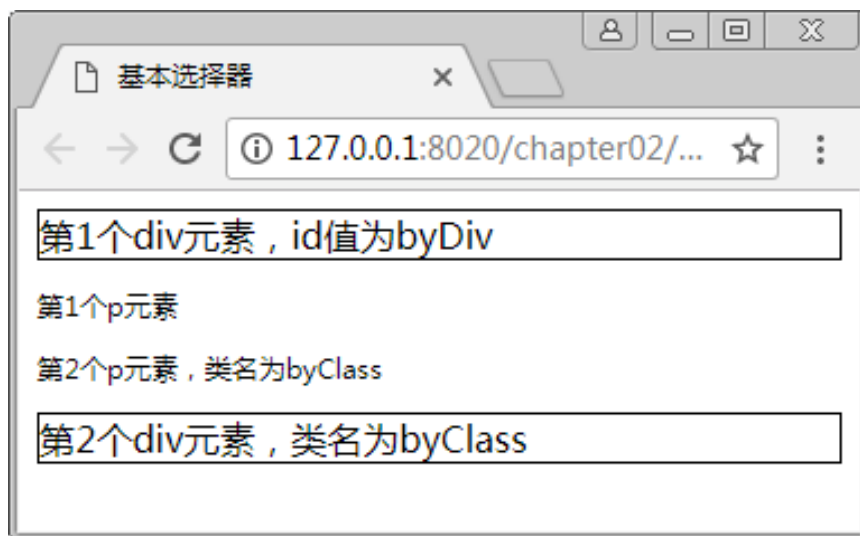 基本选择器
127.0.0.1:8020/chapter02/...
第1个div元素，id值为byDiv
第1个p元素
第2个p元素，类名为byClass
第2个div元素，类名为byClass